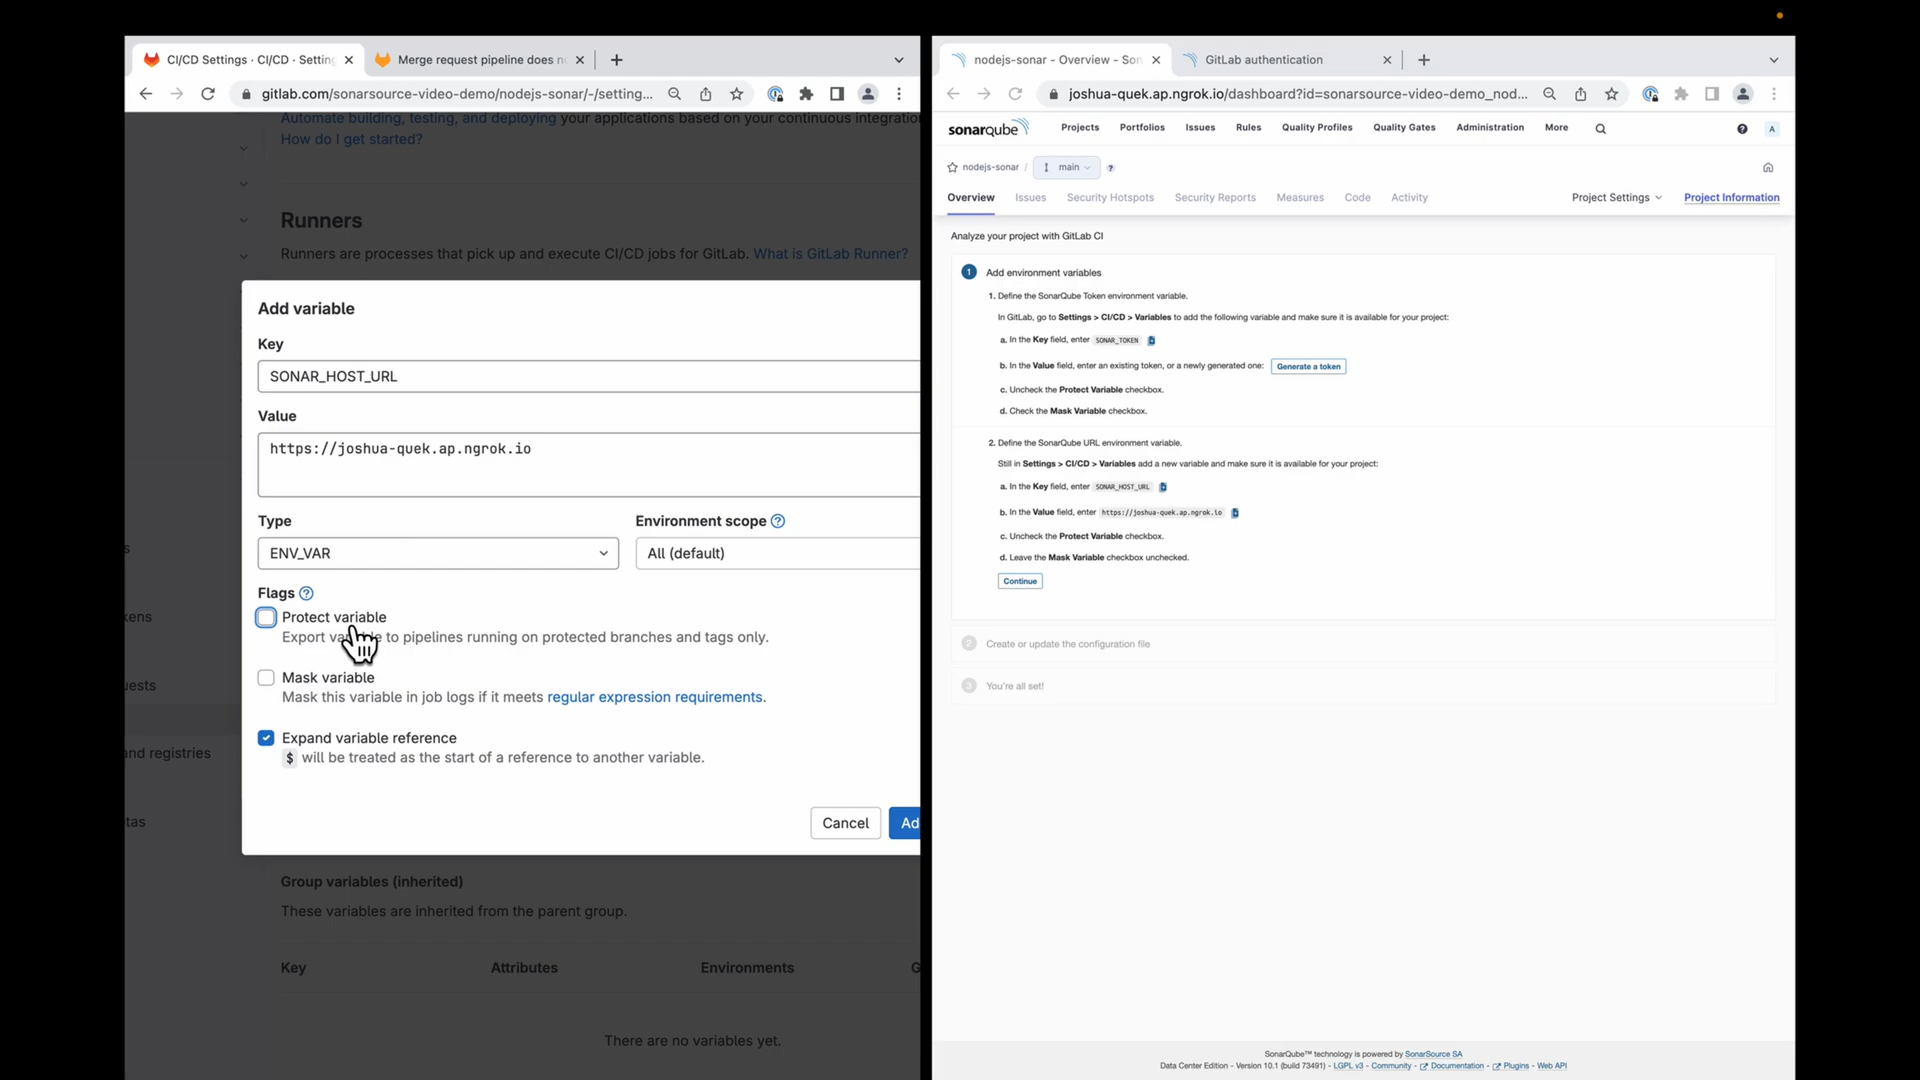 CI/CD Settings · CI/CD · Settin
Merge request pipeline does n
gitlab.com/sonarsource-video-demo/nodejs-sonar/-/setting...
Automate building, testing, and deploying your applications based on your continuous integration
How do I get started?
Runners
Runners are processes that pick up and execute CI/CD jobs for GitLab. What is GitLab Runner?
Add variable
Key
SONAR_HOST_URL
Value
https://joshua-quek.ap.ngrok.io
Type
Environment scope
ENV_VAR
All (default)
Flags
Protect variable
Export to pipelines running on protected branches and tags only.
Mask variable
Mask this variable in job logs if it meets regular expression requirements.
Expand variable reference
$ will be treated as the start of a reference to another variable.
Cancel
Ad
kens
uests
and registries
tas
Group variables (inherited)
These variables are inherited from the parent group.
Key
Attributes
Environments
G
There are no variables yet.
nodejs-sonar - Overview - Son
GitLab authentication
joshua-quek.ap.ngrok.io/dashboard?id=sonarsource-video-demo_nod...
sonarqube
Projects
Portfolios
Issues
Rules
Quality Profiles
Quality Gates
Administration
More
A
nodejs-sonar /
main
Overview
Issues
Security Hotspots
Security Reports
Measures
Code
Activity
Project Settings
Project Information
Analyze your project with GitLab CI
1 Add environment variables
1. Define the SonarQube Token environment variable.
In GitLab, go to Settings > CI/CD > Variables to add the following variable and make sure it is available for your project:
a. In the Key field, enter SONAR_TOKEN
b. In the Value field, enter an existing token, or a newly generated one: Generate a token
c. Uncheck the Protect Variable checkbox.
d. Check the Mask Variable checkbox.
2. Define the SonarQube URL environment variable.
Still in Settings > CI/CD > Variables add a new variable and make sure it is available for your project:
a. In the Key field, enter SONAR_HOST_URL
b. In the Value field, enter https://joshua-quek.ap.ngrok.io
c. Uncheck the Protect Variable checkbox.
d. Leave the Mask Variable checkbox unchecked.
Continue
2 Create or update the configuration file
3 You're all set!
SonarQube™ technology is powered by SonarSource SA
Data Center Edition - Version 10.1 (build 73491) - LGPL v3 - Community - Documentation - Plugins - Web API